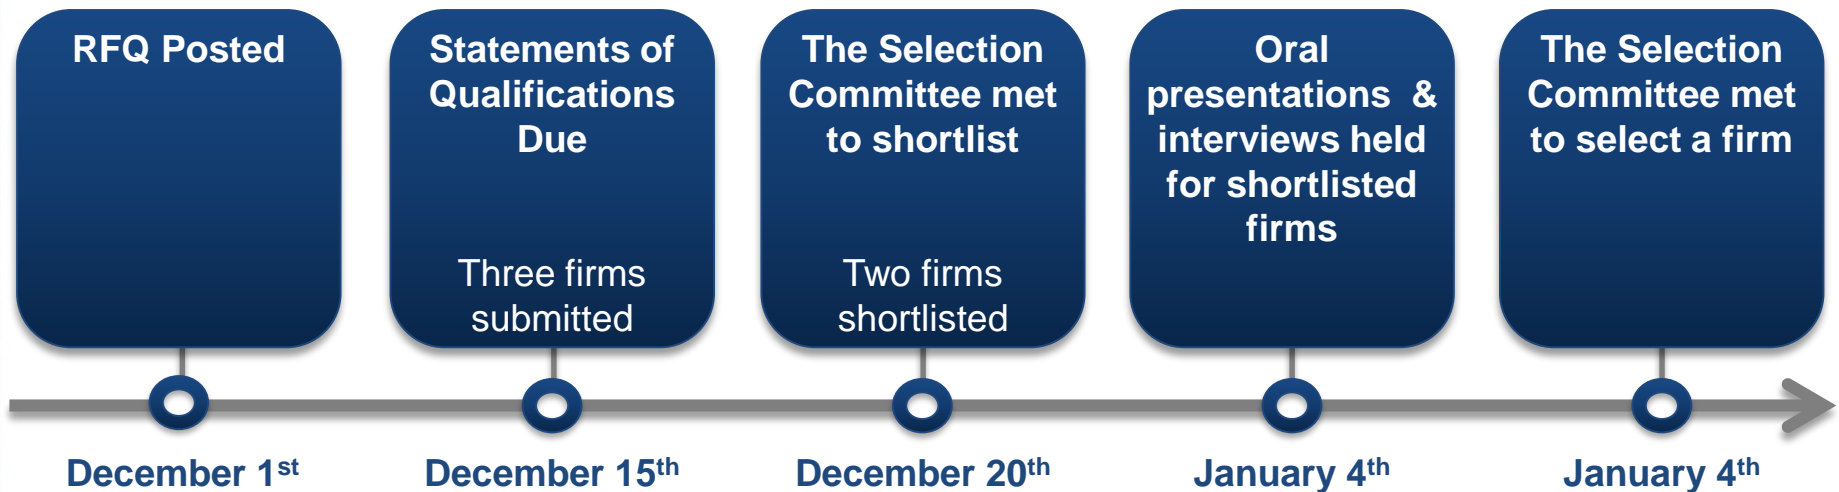 RFQ Posted
Statements of
Qualifications
Due
Three firms
submitted
The Selection
Committee met
to shortlist
Two firms
shortlisted
Oral
presentations &
interviews held
for shortlisted
firms
The Selection
Committee met
to select a firm
December 1st
December 15th
December 20th
January 4th
January 4th